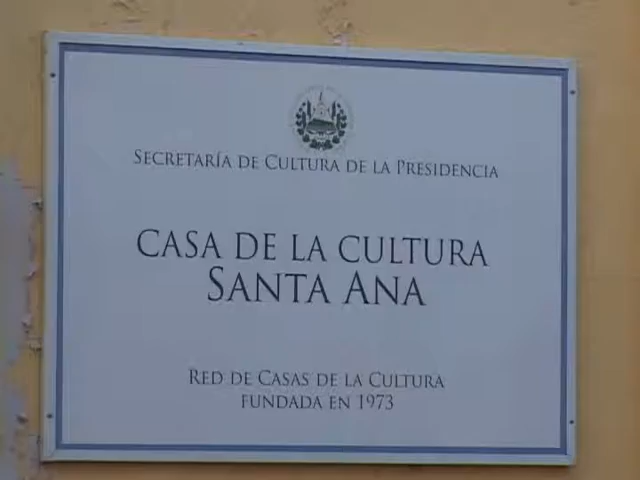 SECRETARÍA DE CULTURA DE LA PRESIDENCIA
CASA DE LA CULTURA
SANTA ANA
RED DE CASAS DE LA CULTURA
FUNDADA EN 1973